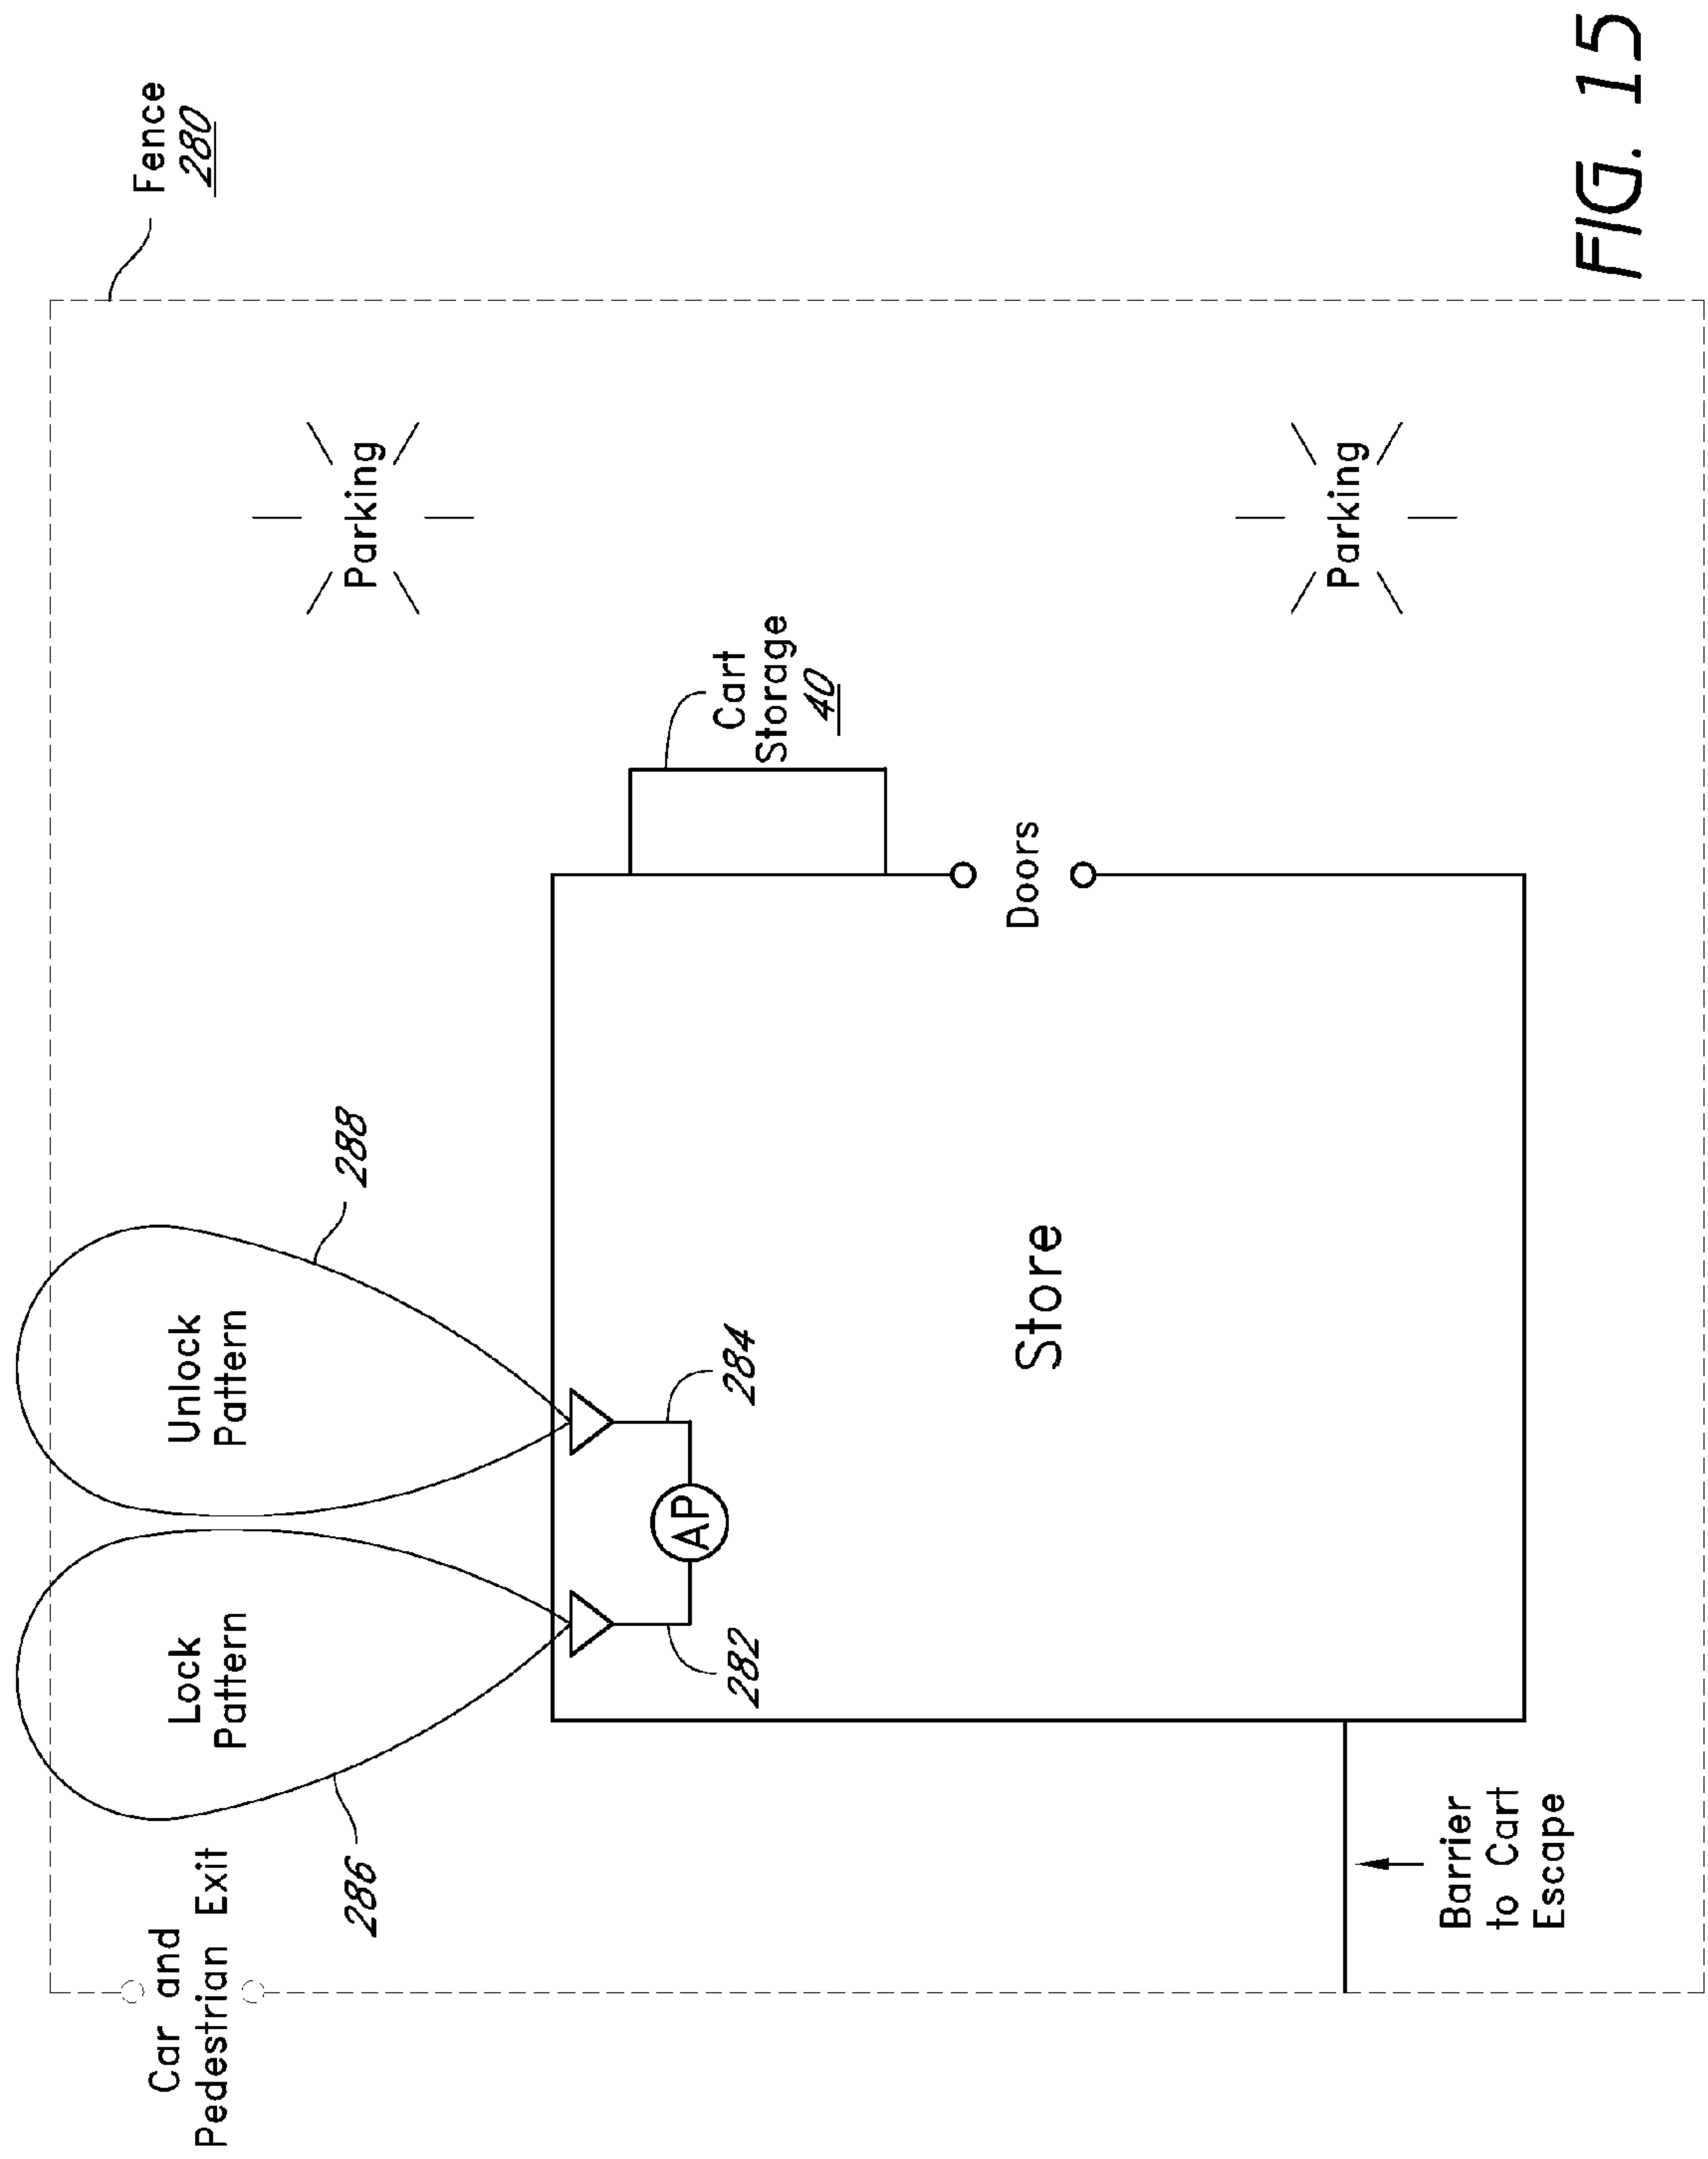 Car and
Pedestrian Exit
Lock
Pattern
Unlock
Pattern
Fence
280
286
288
Parking
AP
282
284
Cart
Storage
40
Store
Doors
Parking
Barrier
to Cart
Escape
FIG. 15